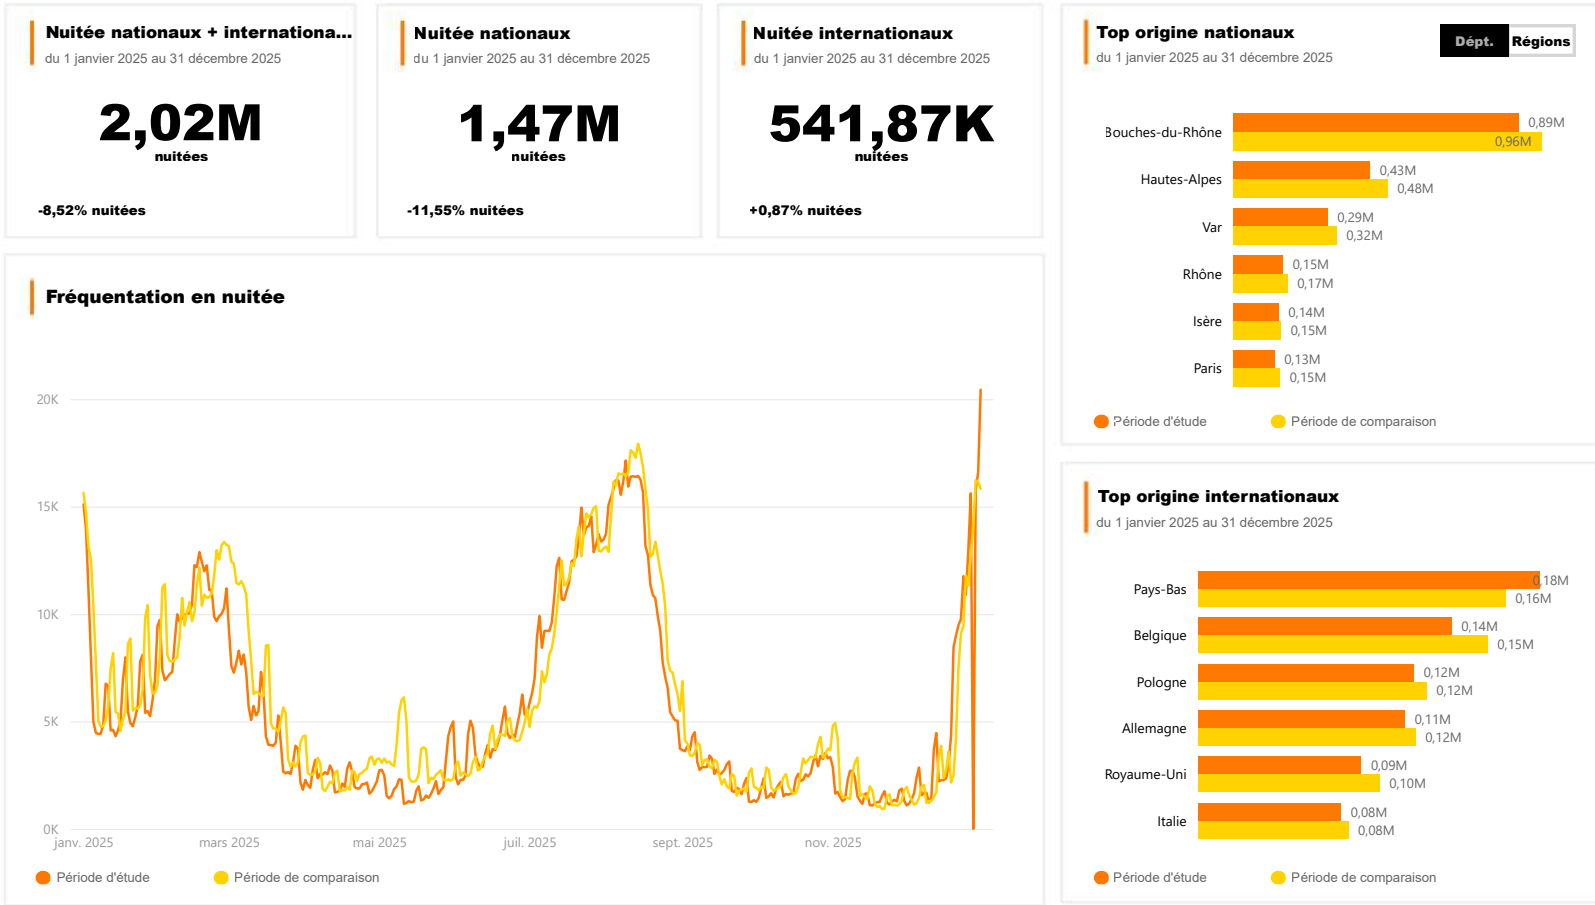 Nuitée nationaux + internationa...
du 1 janvier 2025 au 31 décembre 2025
2,02M
nuitées
-8,52% nuitées
Nuitée nationaux
du 1 janvier 2025 au 31 décembre 2025
1,47M
nuitées
-11,55% nuitées
Nuitée internationaux
du 1 janvier 2025 au 31 décembre 2025
541,87K
nuitées
+0,87% nuitées
Top origine nationaux
du 1 janvier 2025 au 31 décembre 2025
Dépt. Régions
Bouches-du-Rhône 0,89M
0,96M
Hautes-Alpes 0,43M
0,48M
Var 0,29M
0,32M
Rhône 0,15M
0,17M
Isère 0,14M
0,15M
Paris 0,13M
0,15M
Période d'étude Période de comparaison
Fréquentation en nuitée
20K
15K
10K
5K
0K
janv. 2025 mars 2025 mai 2025 juil. 2025 sept. 2025 nov. 2025
Période d'étude Période de comparaison
Top origine internationaux
du 1 janvier 2025 au 31 décembre 2025
Pays-Bas 0,18M
0,16M
Belgique 0,14M
0,15M
Pologne 0,12M
0,12M
Allemagne 0,11M
0,12M
Royaume-Uni 0,09M
0,10M
Italie 0,08M
0,08M
Période d'étude Période de comparaison